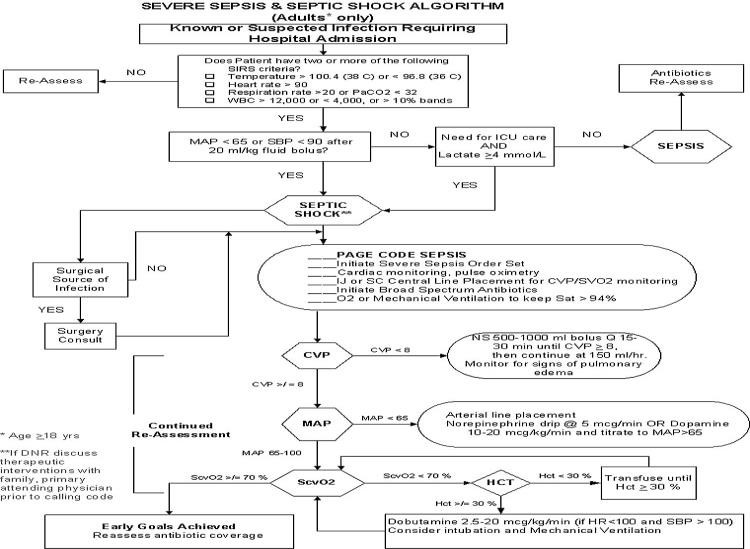 SEVERE SEPSIS & SEPTIC SHOCK ALGORITHM
(Adults* only)
Known or Suspected Infection Requiring
Hospital Admission
Does Patient have two or more of the following
SIRS criteria?
Temperature > 100.4 (38 C) or < 96.8 (36 C)
Heart rate > 90
Respiration rate >20 or PaCO2 < 32
WBC > 12,000 or < 4,000, or > 10% bands
NO
Re-Assess
YES
Antibiotics
Re-Assess
MAP < 65 or SBP < 90 after
20 ml/kg fluid bolus?
NO
Need for ICU care
AND
Lactate ≥4 mmol/L
NO
SEPSIS
YES
YES
SEPTIC
SHOCK**
Surgical
Source of
Infection
NO
YES
Surgery
Consult
____PAGE CODE SEPSIS
____Initiate Severe Sepsis Order Set
____Cardiac monitoring, pulse oximetry
____IJ or SC Central Line Placement for CVP/SVO2 monitoring
____Initiate Broad Spectrum Antibiotics
____O2 or Mechanical Ventilation to keep Sat > 94%
CVP
CVP < 8
NS 500-1000 ml bolus Q 15-
30 min until CVP ≥ 8,
then continue at 150 ml/hr.
Monitor for signs of pulmonary
edema
CVP >/= 8
MAP
MAP < 65
Arterial line placement
Norepinephrine drip @ 5 mcg/min OR Dopamine
10-20 mcg/kg/min and titrate to MAP>65
Continued
Re-Assessment
MAP 65-100
* Age ≥18 yrs
**If DNR discuss
therapeutic
interventions with
family, primary
attending physician
prior to calling code
ScvO2 >/= 70 %
ScvO2
ScvO2 < 70 %
HCT
Hct < 30 %
Transfuse until
Hct ≥ 30 %
Hct >/= 30 %
Early Goals Achieved
Reassess antibiotic coverage
Dobutamine 2.5-20 mcg/kg/min (if HR<100 and SBP > 100)
Consider intubation and Mechanical Ventilation